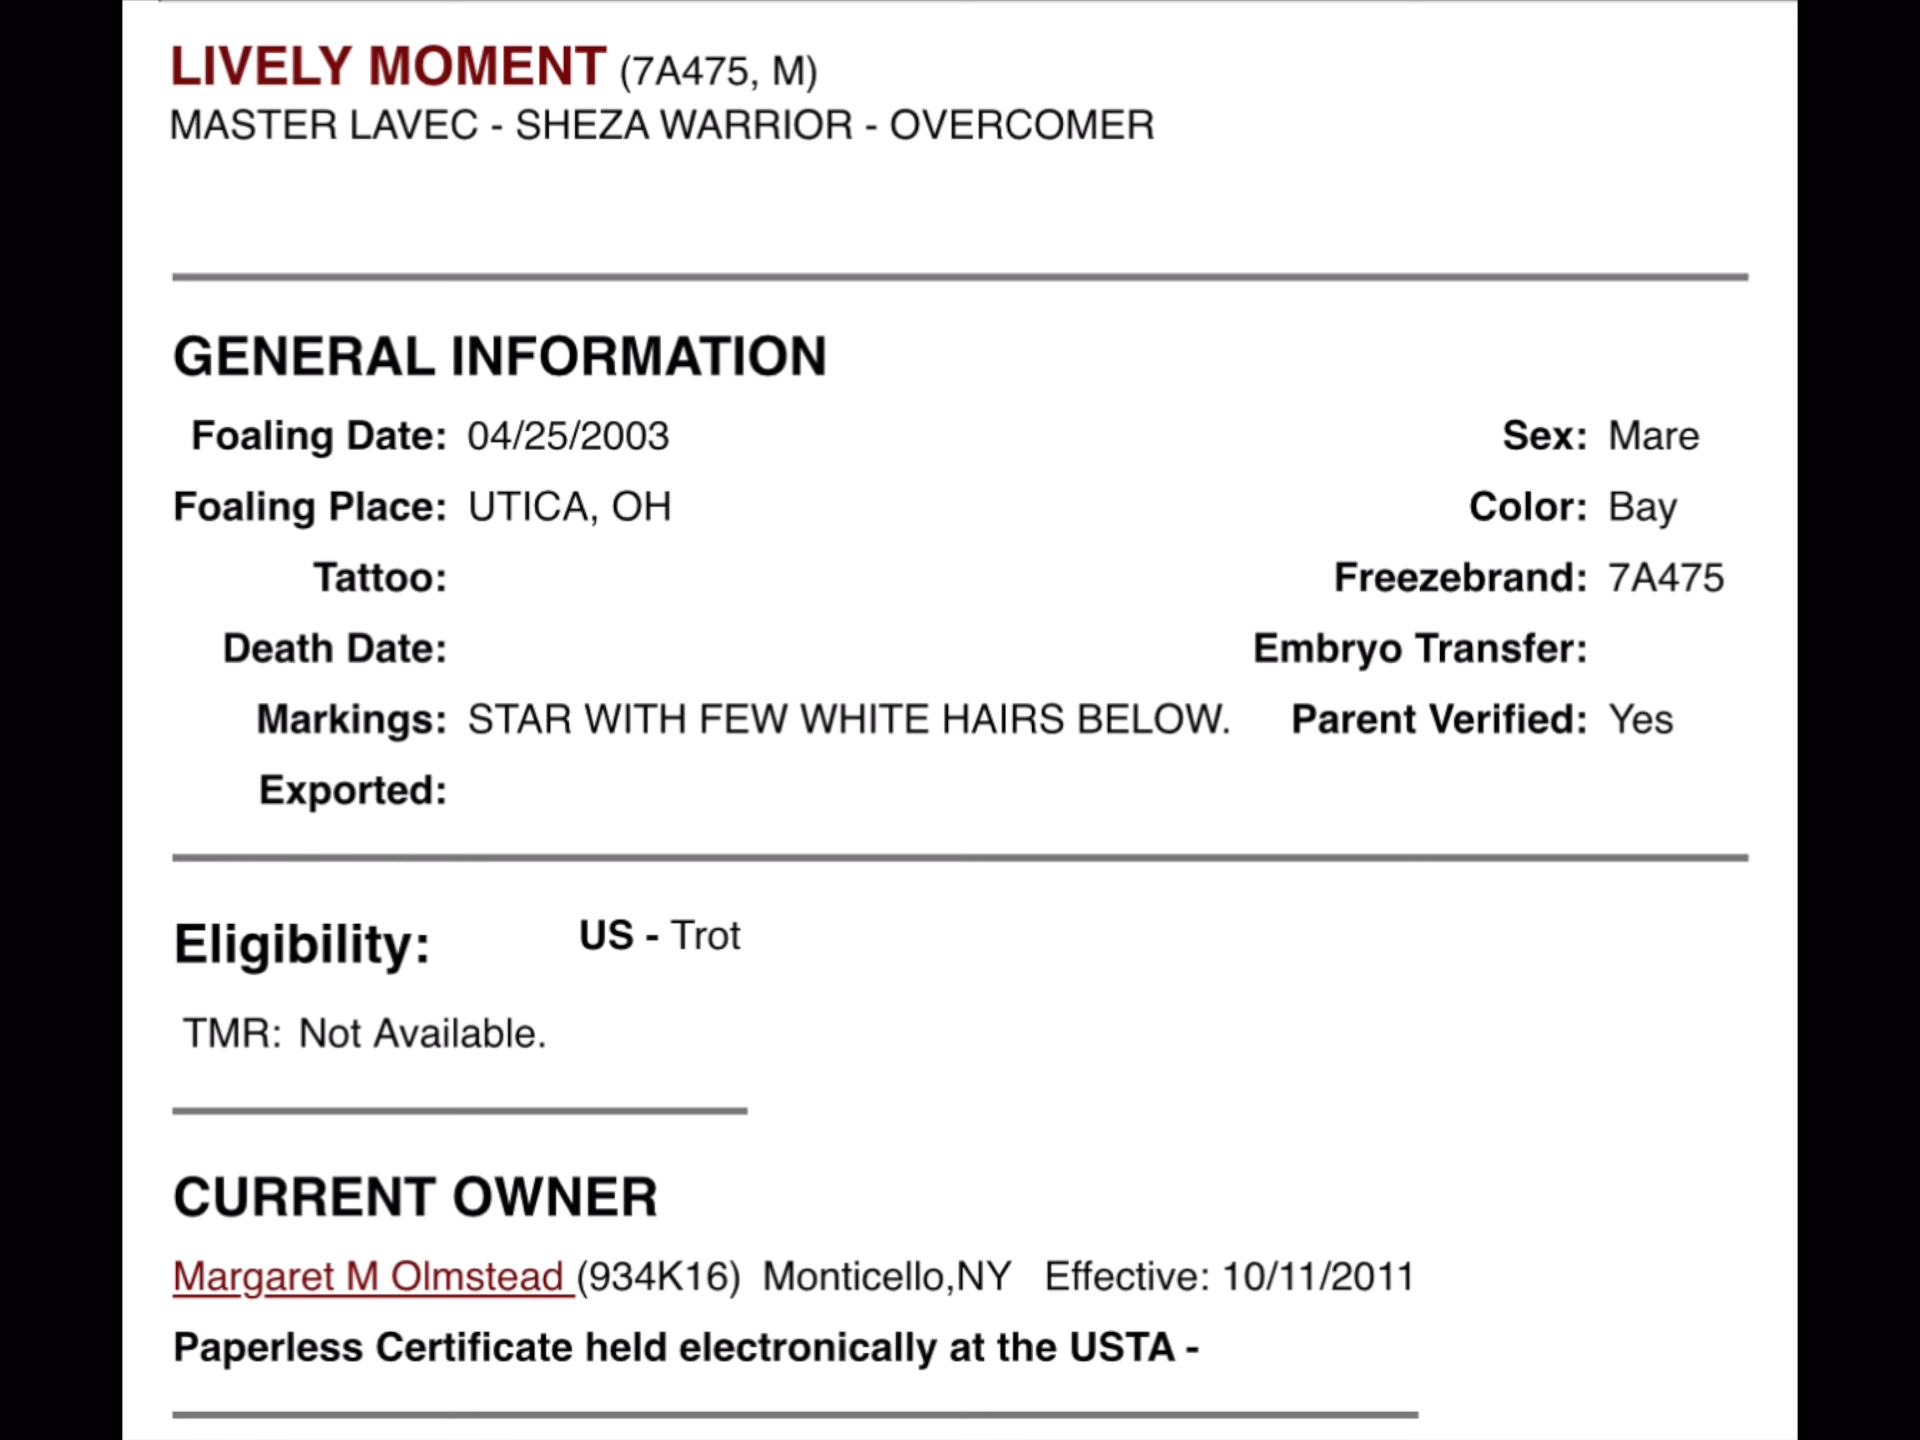 LIVELY MOMENT (7A475, M)
MASTER LAVEC - SHEZA WARRIOR - OVERCOMER
GENERAL INFORMATION
Foaling Date: 04/25/2003 Sex: Mare
Foaling Place: UTICA, OH Color: Bay
Tattoo: Freezebrand: 7A475
Death Date: Embryo Transfer:
Markings: STAR WITH FEW WHITE HAIRS BELOW. Parent Verified: Yes
Exported:
Eligibility: US - Trot
TMR: Not Available.
CURRENT OWNER
Margaret M Olmstead (934K16) Monticello,NY Effective: 10/11/2011
Paperless Certificate held electronically at the USTA -